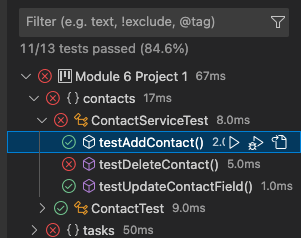 Filter (e.g. text, !exclude, @tag)
11/13 tests passed (84.6%)
Module 6 Project 1 67ms
{ } contacts 17ms
ContactServiceTest 8.0ms
testAddContact() 2.0
testDeleteContact() 5.0ms
testUpdateContactField() 1.0ms
ContactTest 9.0ms
{ } tasks 50ms